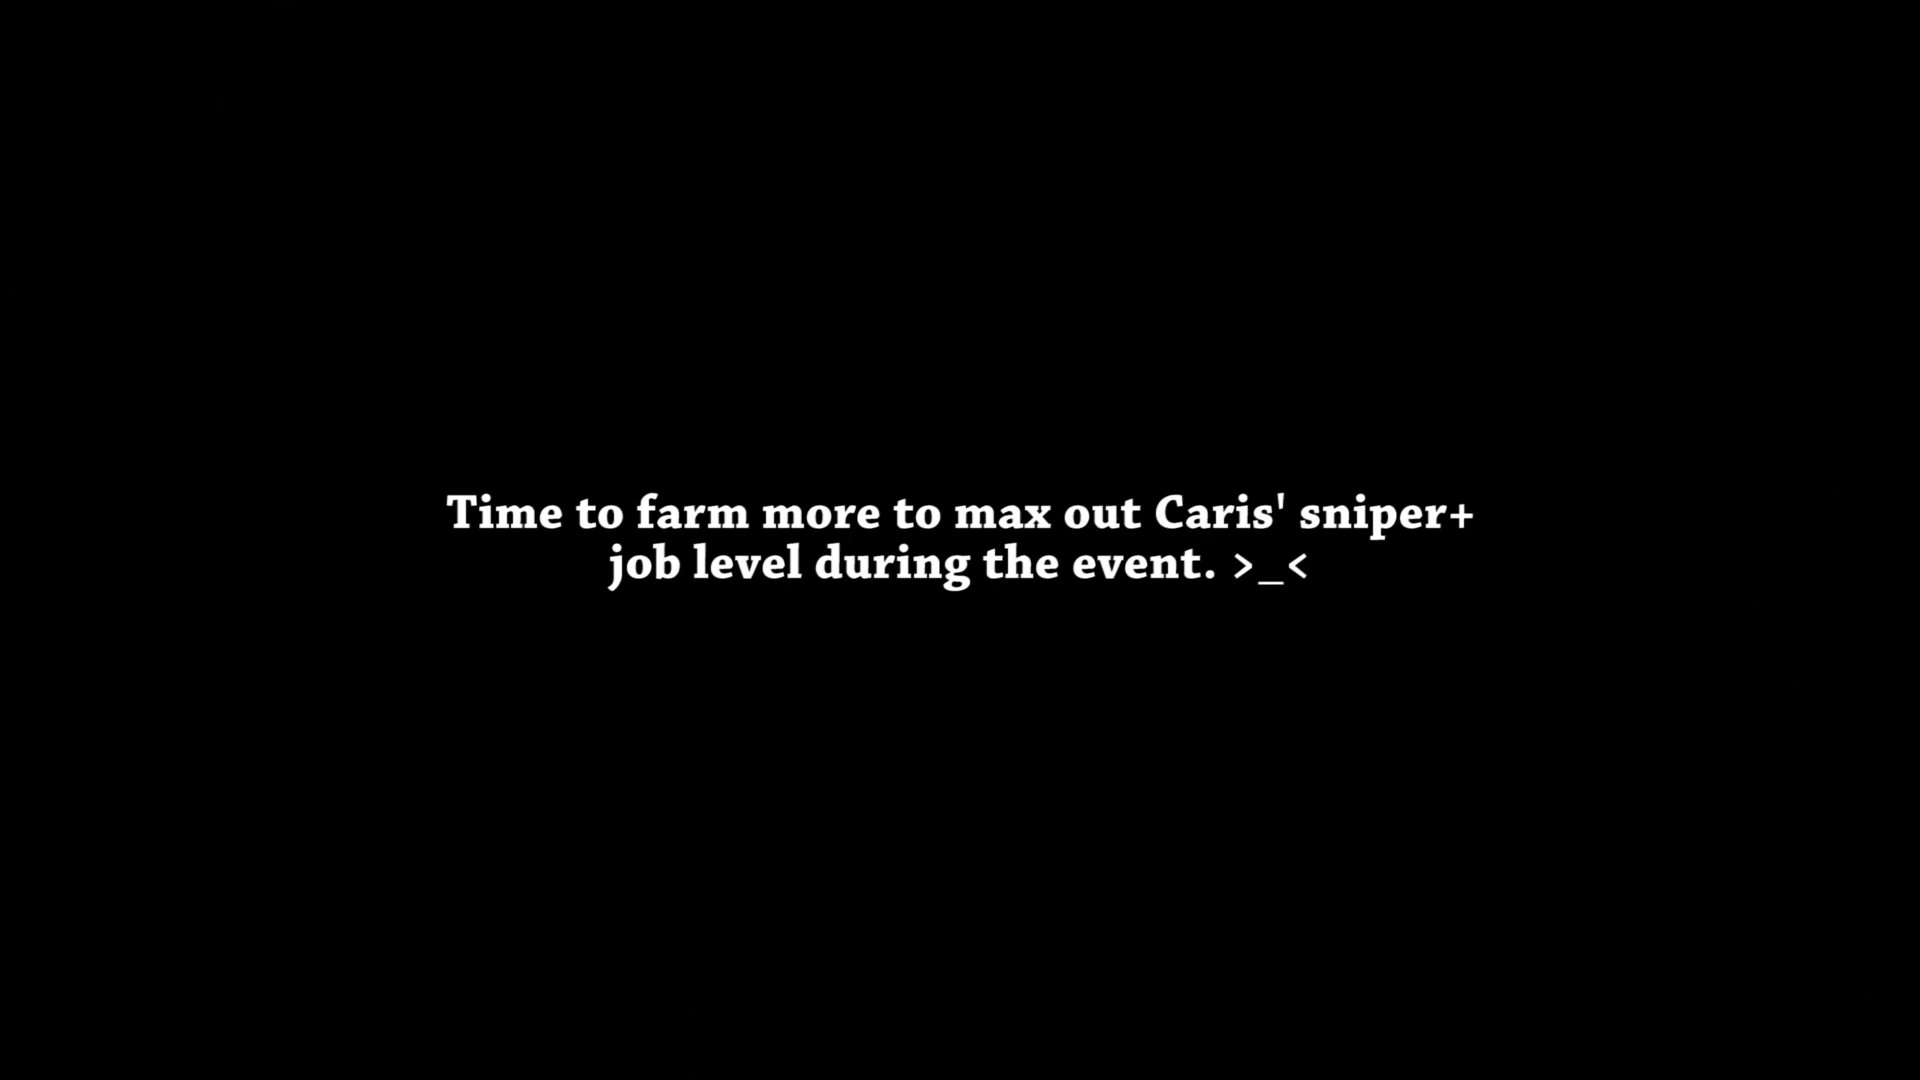 Time to farm more to max out Caris' sniper+
job level during the event. >_<